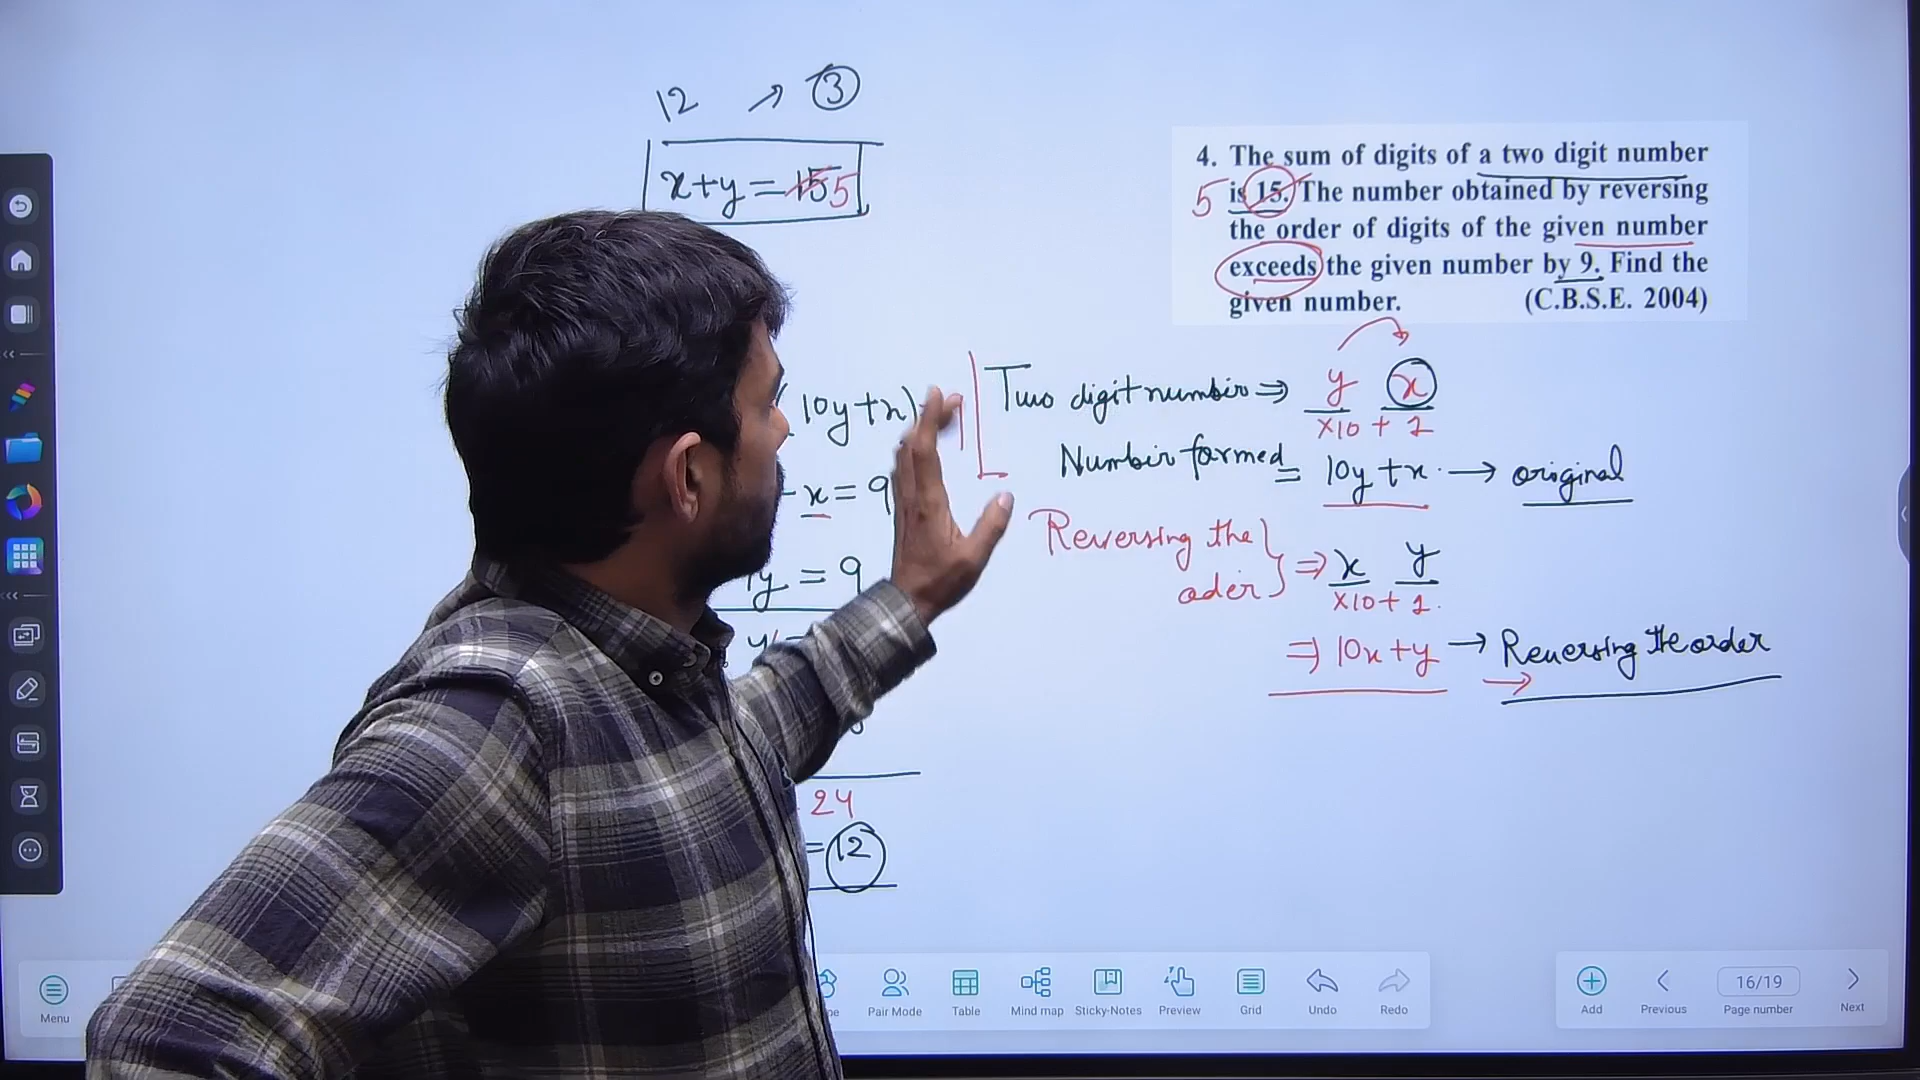 12 ↗ 3
x+y = 15 5
4. The sum of digits of a two digit number
5 is 15. The number obtained by reversing
the order of digits of the given number
exceeds the given number by 9. Find the
given number. (C.B.S.E. 2004)
(10y+x)
- x = 9
y = 9
24
= 12
Two digit number ⇒ y x
×10 + 1
Number formed = 10y + x. → original
Reversing the
oder } ⇒ x y
×10 + 1.
⇒ 10x + y → Reversing the order
→
Menu
Pair Mode
Table
Mind map
Sticky-Notes
Preview
Grid
Undo
Redo
Add
Previous
16/19
Page number
Next